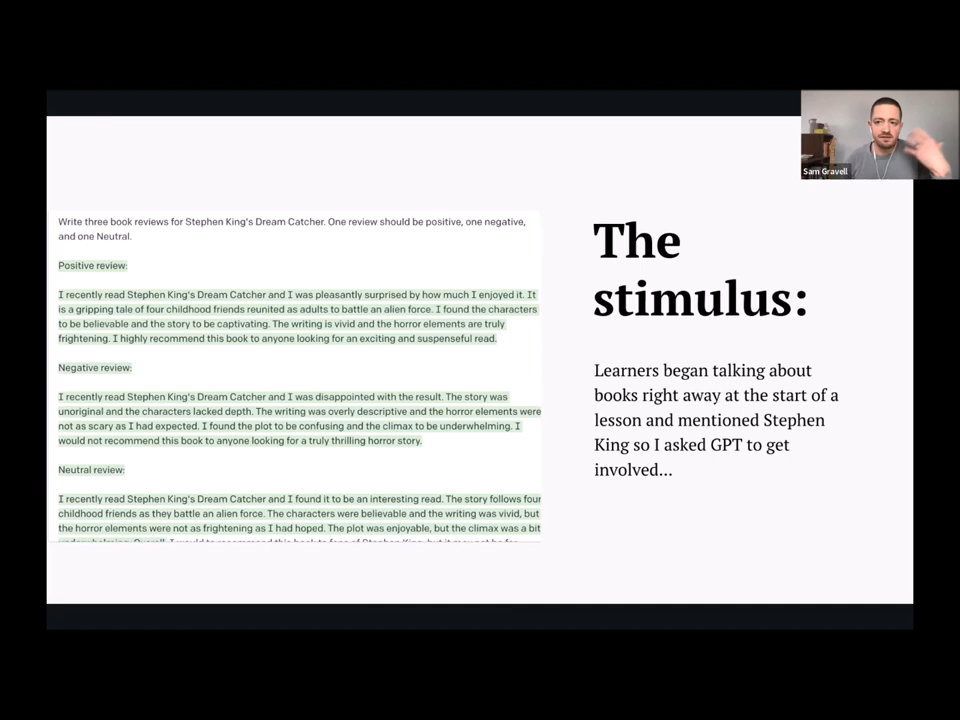 Write three book reviews for Stephen King's Dream Catcher. One review should be positive, one negative,
and one Neutral.
Positive review:
I recently read Stephen King's Dream Catcher and I was pleasantly surprised by how much I enjoyed it. It
is a gripping tale of four childhood friends reunited as adults to battle an alien force. I found the characters
to be believable and the story to be captivating. The writing is vivid and the horror elements are truly
frightening. I highly recommend this book to anyone looking for an exciting and suspenseful read.
Negative review:
I recently read Stephen King's Dream Catcher and I was disappointed with the result. The story was
unoriginal and the characters lacked depth. The writing was overly descriptive and the horror elements were
not as scary as I had expected. I found the plot to be confusing and the climax to be underwhelming. I
would not recommend this book to anyone looking for a truly thrilling horror story.
Neutral review:
I recently read Stephen King's Dream Catcher and I found it to be an interesting read. The story follows four
childhood friends as they battle an alien force. The characters were believable and the writing was vivid, but
the horror elements were not as frightening as I had hoped. The plot was enjoyable, but the climax was a bit
The
stimulus:
Learners began talking about
books right away at the start of a
lesson and mentioned Stephen
King so I asked GPT to get
involved...
Sam Gravell